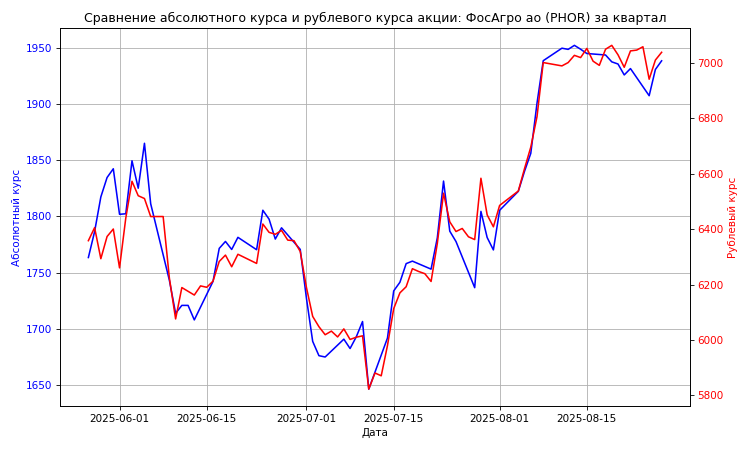 Сравнение абсолютного курса и рублевого курса акции: ФосАгро ао (PHOR) за квартал
1950
1900
1850
1800
1750
1700
1650
Абсолютный курс
7000
6800
6600
6400
6200
6000
5800
Рублевый курс
2025-06-01 2025-06-15 2025-07-01 2025-07-15 2025-08-01 2025-08-15
Дата